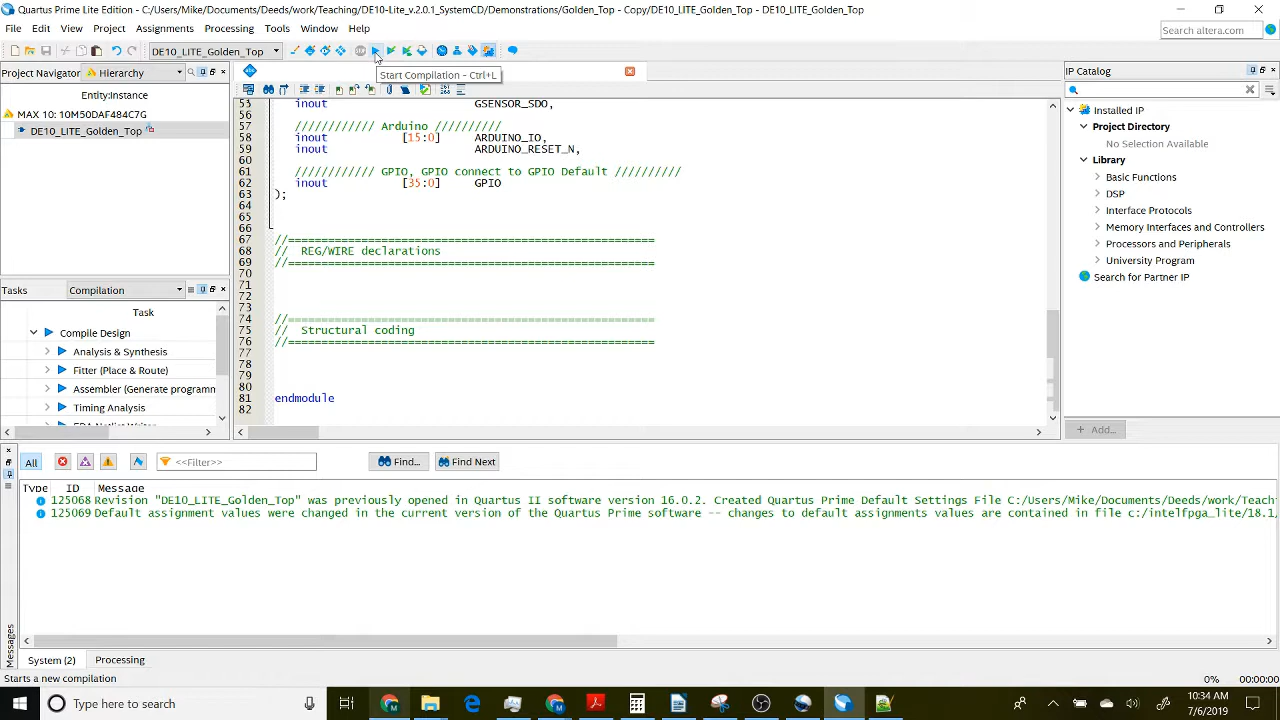 Quartus Prime Lite Edition - C:/Users/Mike/Documents/Deeds/work/Teaching/DE10-Lite_v.2.0.1_SystemCD/Demonstrations/Golden_Top - Copy/DE10_LITE_Golden_Top - DE10_LITE_Golden_Top
File Edit View Project Assignments Processing Tools Window Help
Search altera.com
DE10_LITE_Golden_Top
Start Compilation - Ctrl+L
Project Navigator Hierarchy
Entity:Instance
MAX 10: 10M50DAF484C7G
DE10_LITE_Golden_Top
Tasks Compilation
Task
Compile Design
Analysis & Synthesis
Fitter (Place & Route)
Assembler (Generate programm
Timing Analysis
EDA Netlist Writer
53 inout GSENSOR_SDO,
56
57 //////////// Arduino //////////
58 inout [15:0] ARDUINO_IO,
59 inout ARDUINO_RESET_N,
60
61 //////////// GPIO, GPIO connect to GPIO Default //////////
62 inout [35:0] GPIO
63 );
64
65
66
67 //=======================================================
68 // REG/WIRE declarations
69 //=======================================================
70
71
72
73
74 //=======================================================
75 // Structural coding
76 //=======================================================
77
78
79
80
81 endmodule
82
IP Catalog
Installed IP
Project Directory
No Selection Available
Library
Basic Functions
DSP
Interface Protocols
Memory Interfaces and Controllers
Processors and Peripherals
University Program
Search for Partner IP
+ Add...
All <<Filter>> Find... Find Next
Type ID Message
125068 Revision "DE10_LITE_Golden_Top" was previously opened in Quartus II software version 16.0.2. Created Quartus Prime Default Settings File C:/Users/Mike/Documents/Deeds/work/Teach
125069 Default assignment values were changed in the current version of the Quartus Prime software -- changes to default assignments values are contained in file c:/intelfpga_lite/18.1/
Messages
System (2) Processing
Starts a new compilation 0% 00:00:00
Type here to search
10:34 AM
7/6/2019